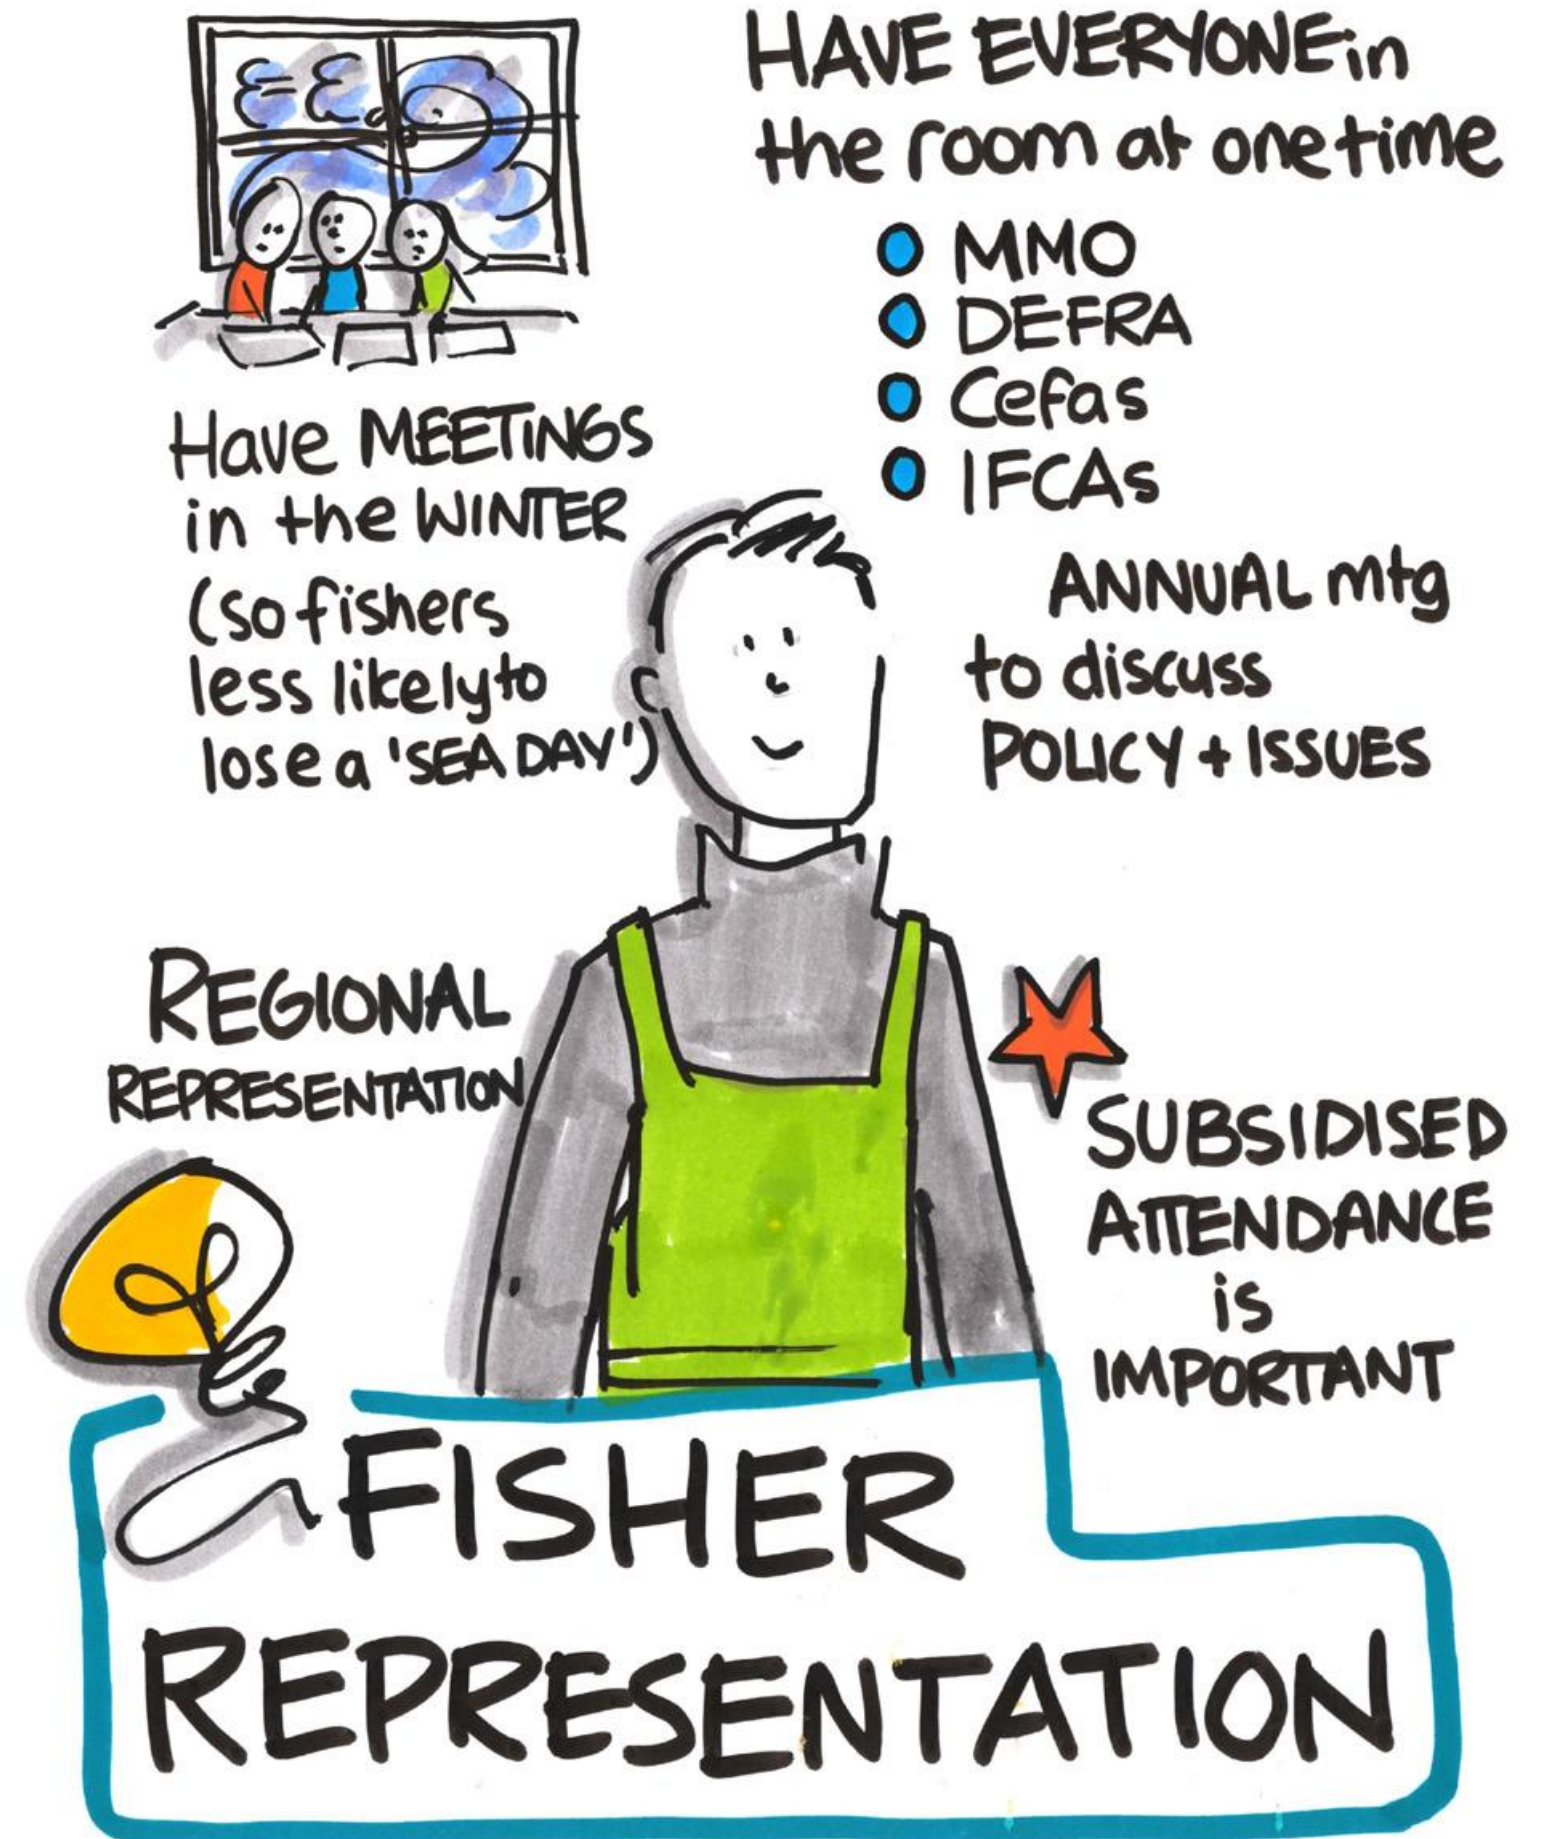 HAVE EVERYONE in
the room at one time
MMO
DEFRA
Cefas
IFCAs
Have MEETINGS
in the WINTER
(so fishers
less likely to
lose a 'SEA DAY')
ANNUAL mtg
to discuss
POLICY + ISSUES
REGIONAL
REPRESENTATION
SUBSIDISED
ATTENDANCE
is
IMPORTANT
FISHER
REPRESENTATION